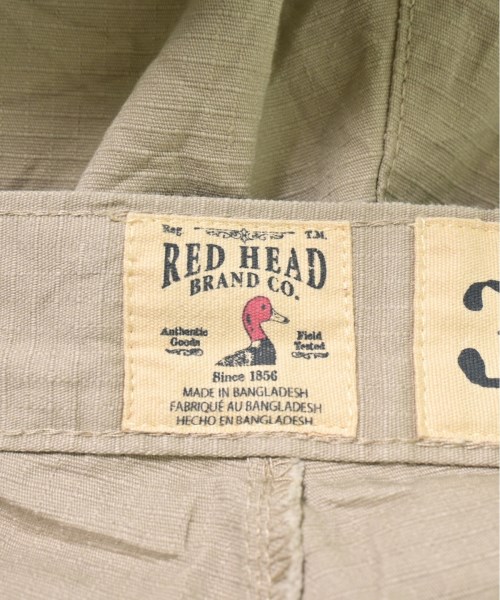 Reg. T.M.
RED HEAD
BRAND CO.
Authentic Goods
Field Tested
Since 1856
MADE IN BANGLADESH
FABRIQUÉ AU BANGLADESH
HECHO EN BANGLADESH
3